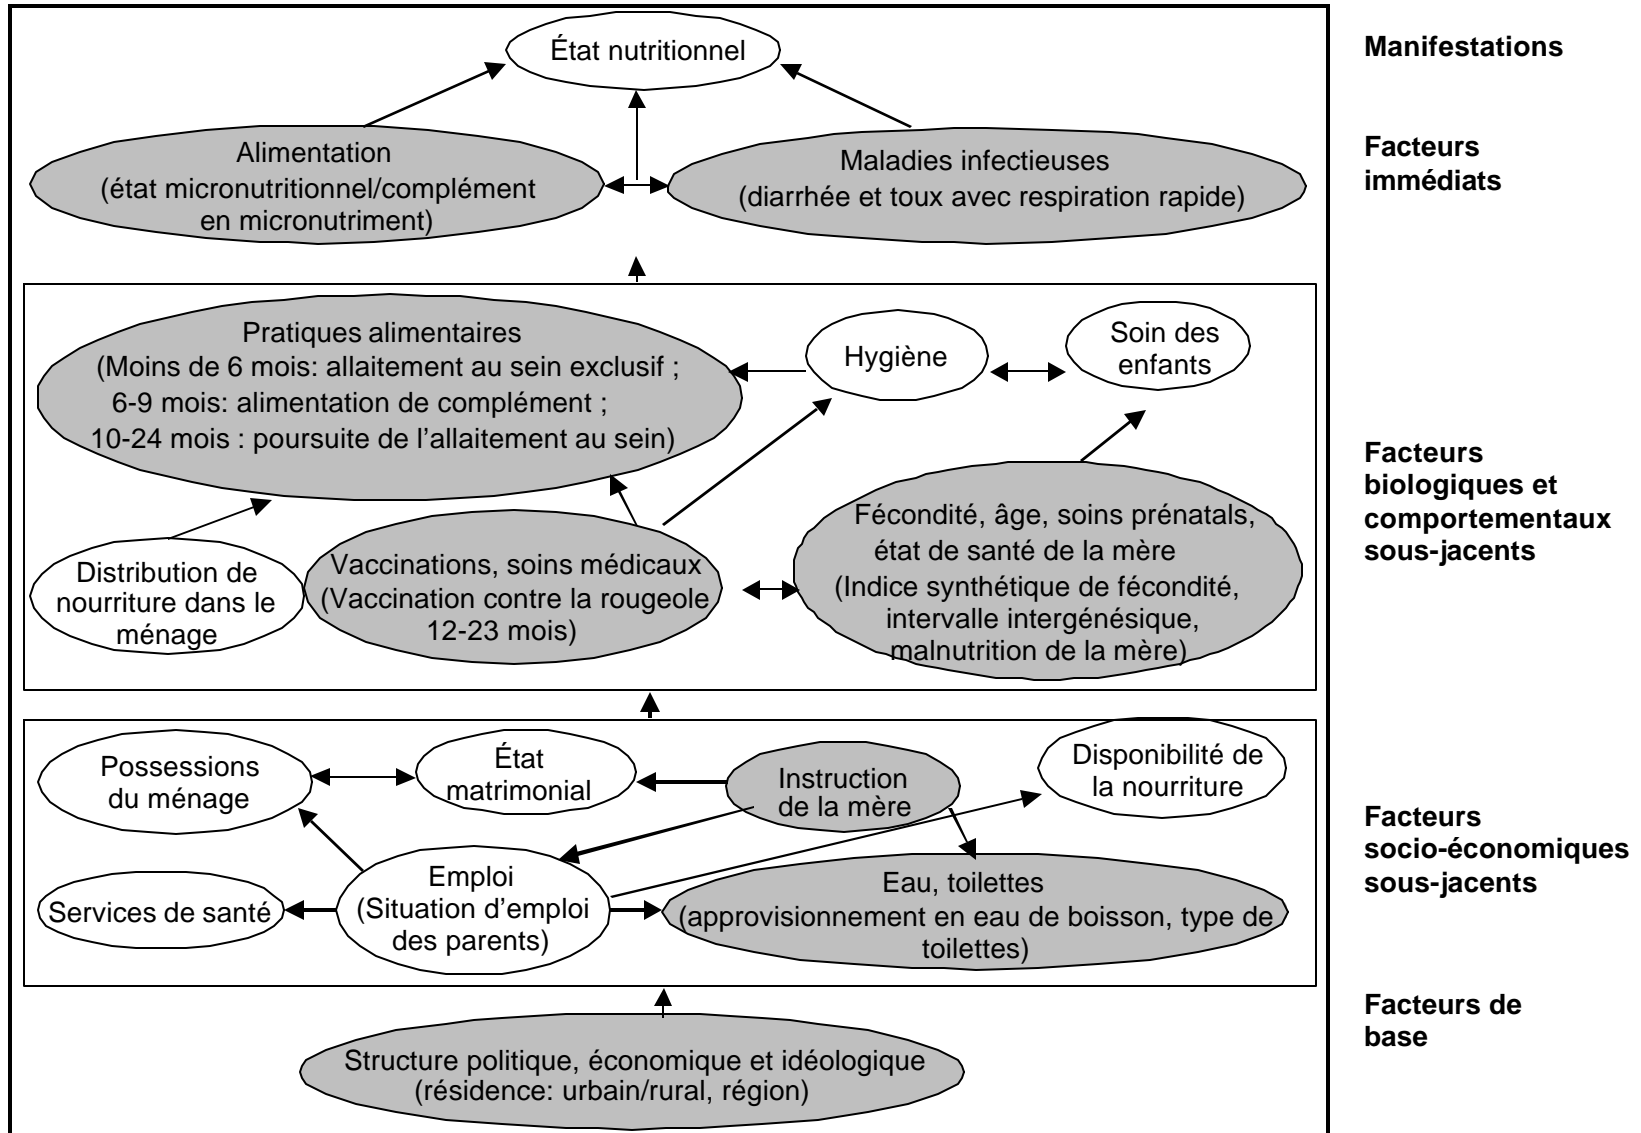 État nutritionnel
Manifestations
Alimentation
(état micronutritionnel/complément
en micronutriment)
Maladies infectieuses
(diarrhée et toux avec respiration rapide)
Facteurs
immédiats
Pratiques alimentaires
(Moins de 6 mois: allaitement au sein exclusif ;
6-9 mois: alimentation de complément ;
10-24 mois : poursuite de l’allaitement au sein)
Hygiène
Soin des
enfants
Distribution de
nourriture dans le
ménage
Vaccinations, soins médicaux
(Vaccination contre la rougeole
12-23 mois)
Fécondité, âge, soins prénatals,
état de santé de la mère
(Indice synthétique de fécondité,
intervalle intergénésique,
malnutrition de la mère)
Facteurs
biologiques et
comportementaux
sous-jacents
Possessions
du ménage
État
matrimonial
Instruction
de la mère
Disponibilité de
la nourriture
Services de santé
Emploi
(Situation d’emploi
des parents)
Eau, toilettes
(approvisionnement en eau de boisson, type de
toilettes)
Facteurs
socio-économiques
sous-jacents
Structure politique, économique et idéologique
(résidence: urbain/rural, région)
Facteurs de
base